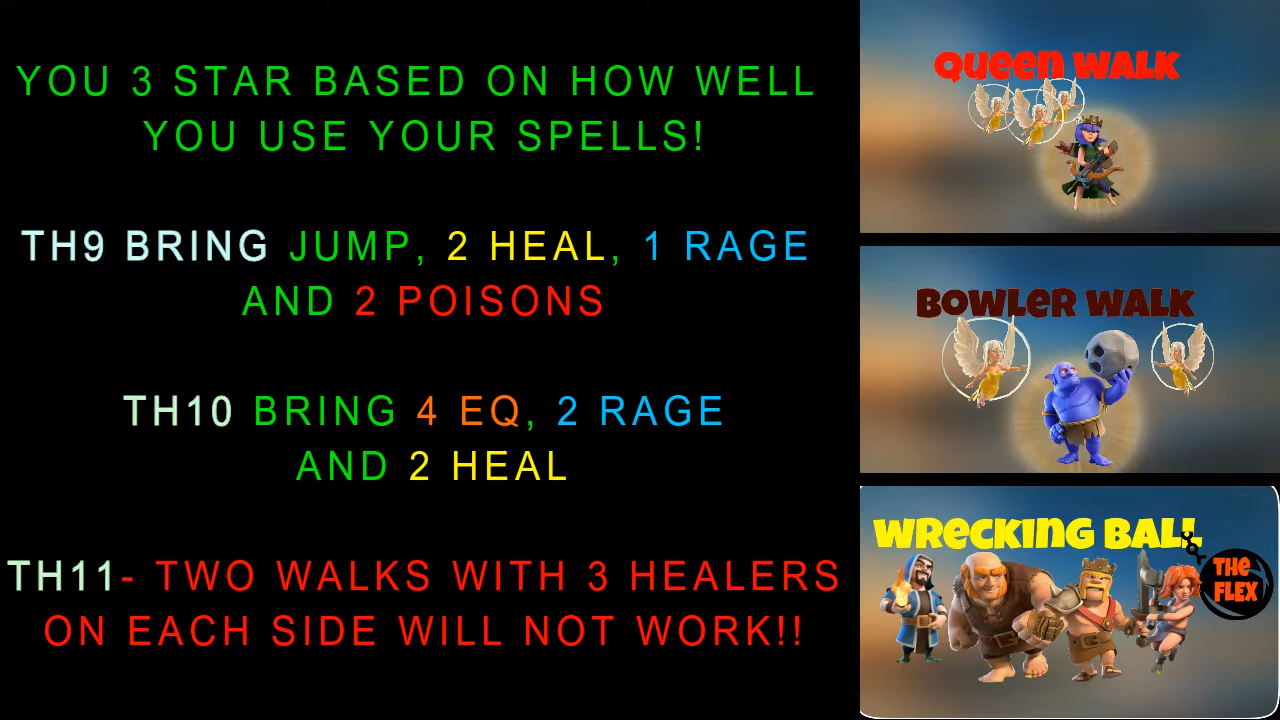 YOU 3 STAR BASED ON HOW WELL
YOU USE YOUR SPELLS!
TH9 BRING JUMP, 2 HEAL, 1 RAGE
AND 2 POISONS
TH10 BRING 4 EQ, 2 RAGE
AND 2 HEAL
TH11- TWO WALKS WITH 3 HEALERS
ON EACH SIDE WILL NOT WORK!!
Queen Walk
Bowler Walk
Wrecking Ball
THE
FLEX